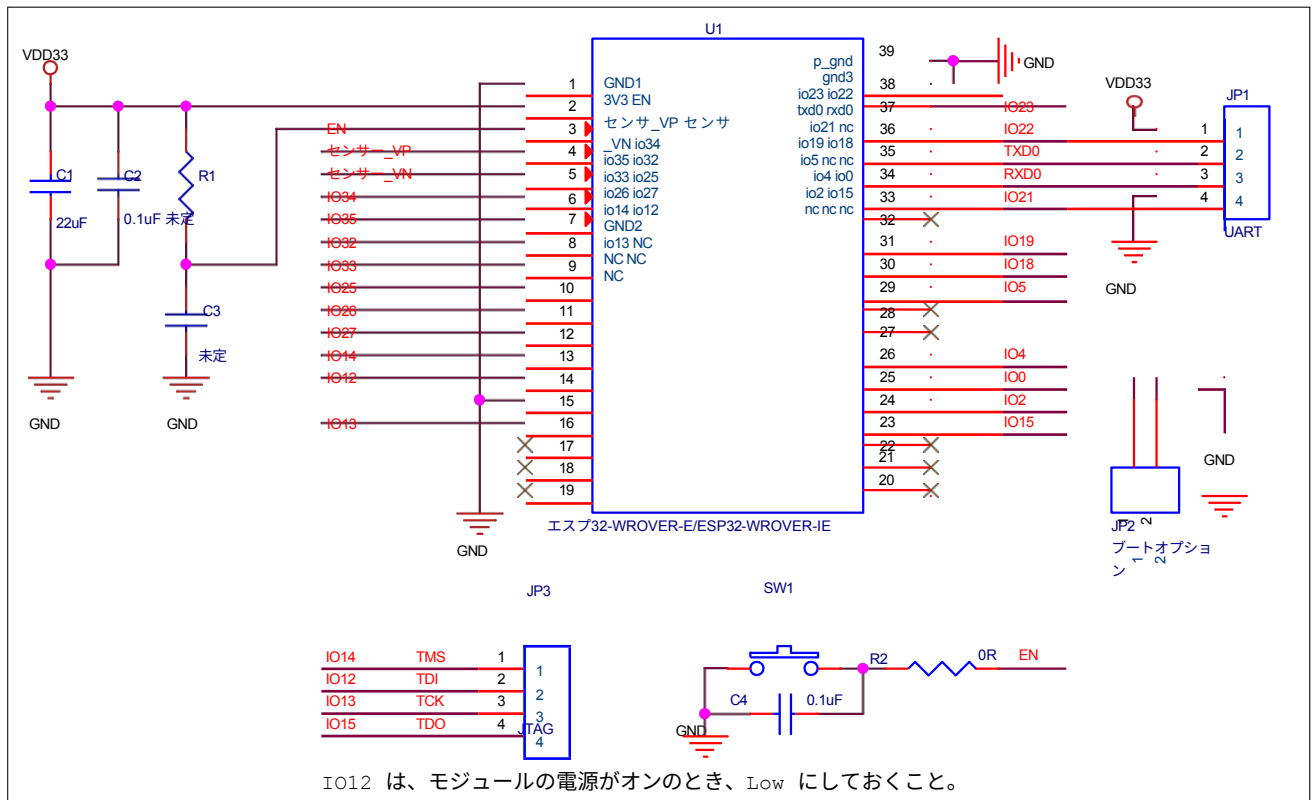 U1
VDD33
C1
22uF
C2
0.1uF 未定
R1
C3
未定
GND
GND
EN
センサー_VP
センサー_VN
IO34
IO35
IO32
IO33
IO25
IO26
IO27
IO14
IO12
IO13
1
2
3
4
5
6
7
8
9
10
11
12
13
14
15
16
17
18
19
GND
GND1
3V3 EN
センサ_VP センサ
_VN io34
io35 io32
io33 io25
io26 io27
io14 io12
GND2
io13 NC
NC NC
NC
p_gnd
gnd3
io23 io22
txd0 rxd0
io21 nc
io19 io18
io5 nc nc
io4 io0
io2 io15
nc nc nc
エスプ32-WROVER-E/ESP32-WROVER-IE
39
38
37
36
35
34
33
32
31
30
29
28
27
26
25
24
23
22
21
20
GND
IO23
IO22
TXD0
RXD0
IO21
IO19
IO18
IO5
IO4
IO0
IO2
IO15
VDD33
JP1
1
2
3
4
1
2
3
4
UART
GND
GND
JP2
1
2
ブートオプショ
ン
1
2
JP3
IO14 TMS 1
IO12 TDI 2
IO13 TCK 3
IO15 TDO 4
1
2
3
4
JTAG
SW1
R2
0R
EN
C4
0.1uF
GND
IO12 は、モジュールの電源がオンのとき、Low にしておくこと。